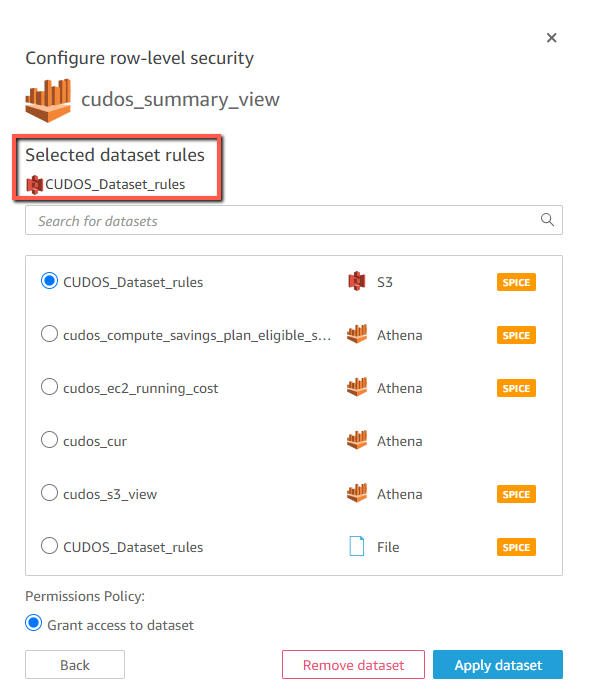 Configure row-level security
cudos_summary_view
Selected dataset rules
CUDOS_Dataset_rules
Search for datasets
CUDOS_Dataset_rules S3 SPICE
cudos_compute_savings_plan_eligible_s... Athena SPICE
cudos_ec2_running_cost Athena SPICE
cudos_cur Athena
cudos_s3_view Athena SPICE
CUDOS_Dataset_rules File SPICE
Permissions Policy:
Grant access to dataset
Back Remove dataset Apply dataset